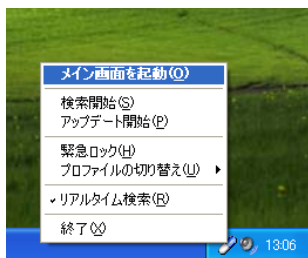 メイン画面を起動(O)
検索開始(S)
アップデート開始(P)
緊急ロック(H)
プロファイルの切り替え(U)
リアルタイム検索(R)
終了(X)
13:06